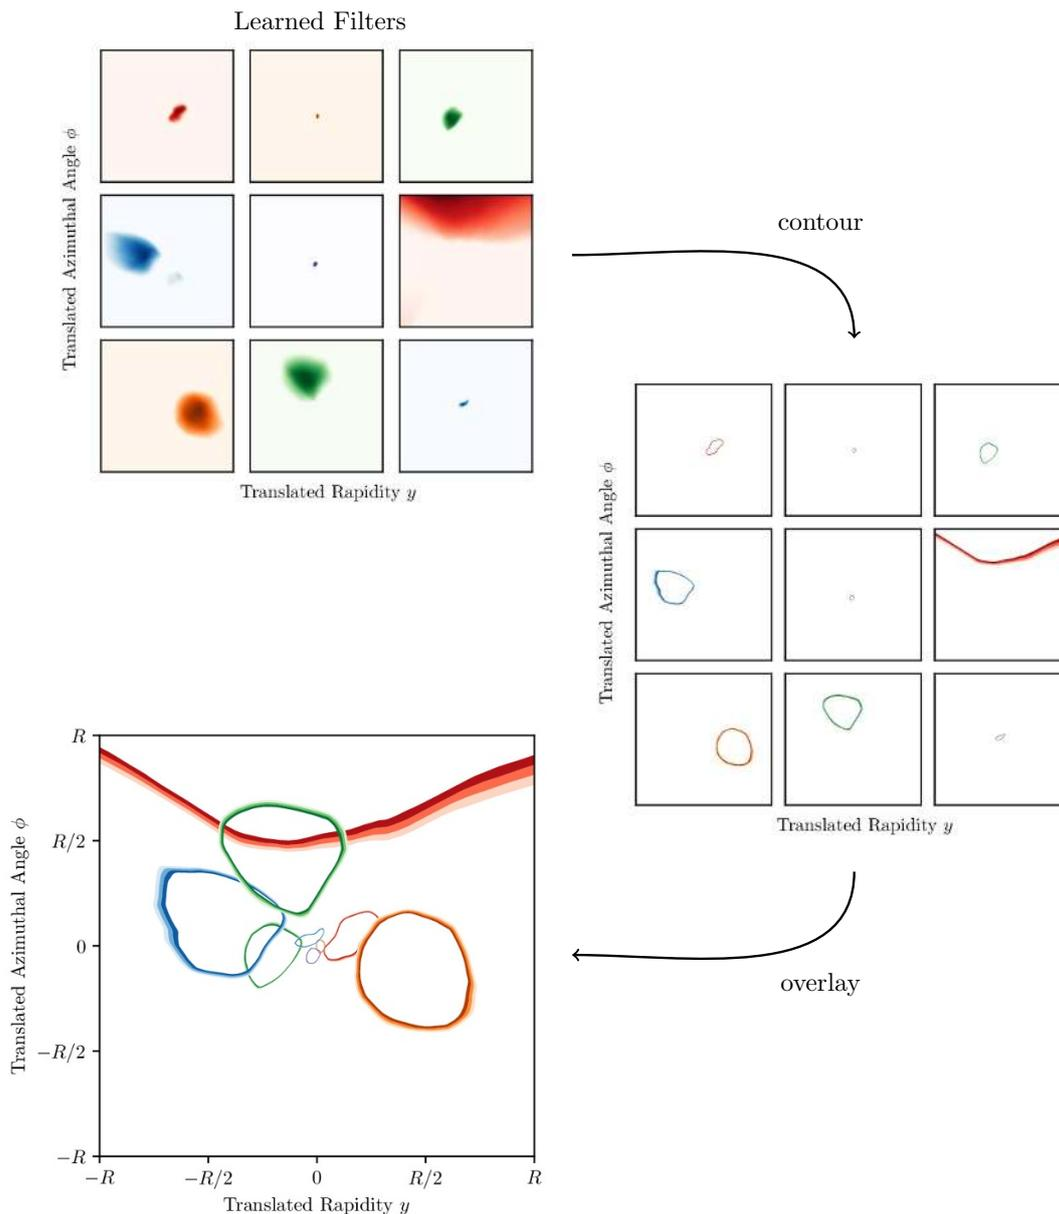 Learned Filters
Translated Azimuthal Angle ϕ
Translated Rapidity y
contour
Translated Azimuthal Angle ϕ
Translated Rapidity y
overlay
Translated Azimuthal Angle ϕ
R
R/2
0
−R/2
−R
−R
−R/2
0
R/2
R
Translated Rapidity y